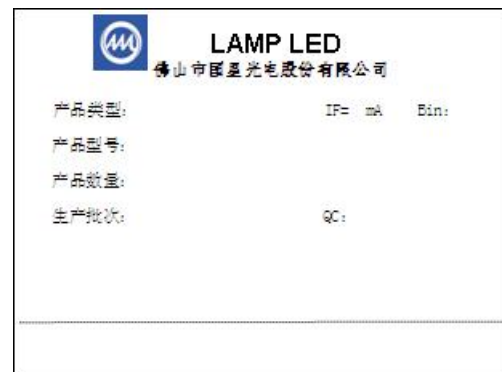 LAMP LED
佛山市国星光电股份有限公司
产品类型: IF= mA Bin:
产品型号:
产品数量:
生产批次: QC: